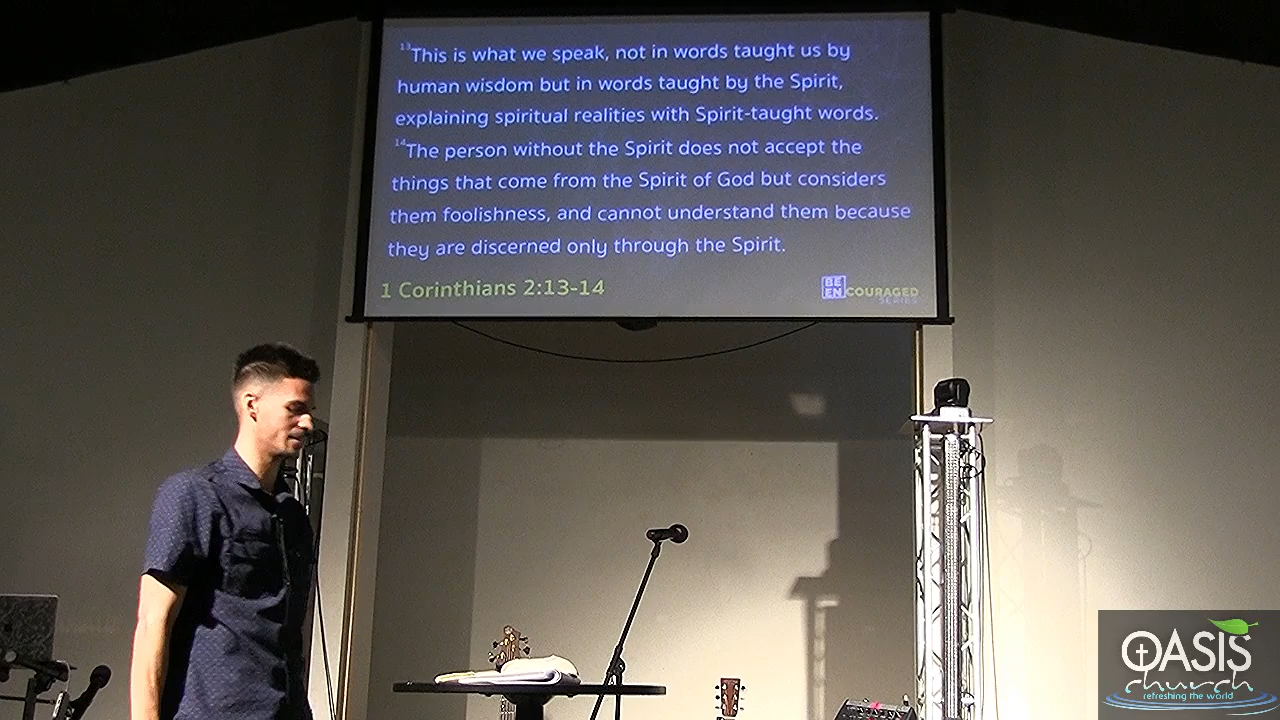 ¹³This is what we speak, not in words taught us by
human wisdom but in words taught by the Spirit,
explaining spiritual realities with Spirit-taught words.
¹⁴The person without the Spirit does not accept the
things that come from the Spirit of God but considers
them foolishness, and cannot understand them because
they are discerned only through the Spirit.
1 Corinthians 2:13-14
BE
ENCOURAGED
SERIES
OASIS
church
refreshing the world